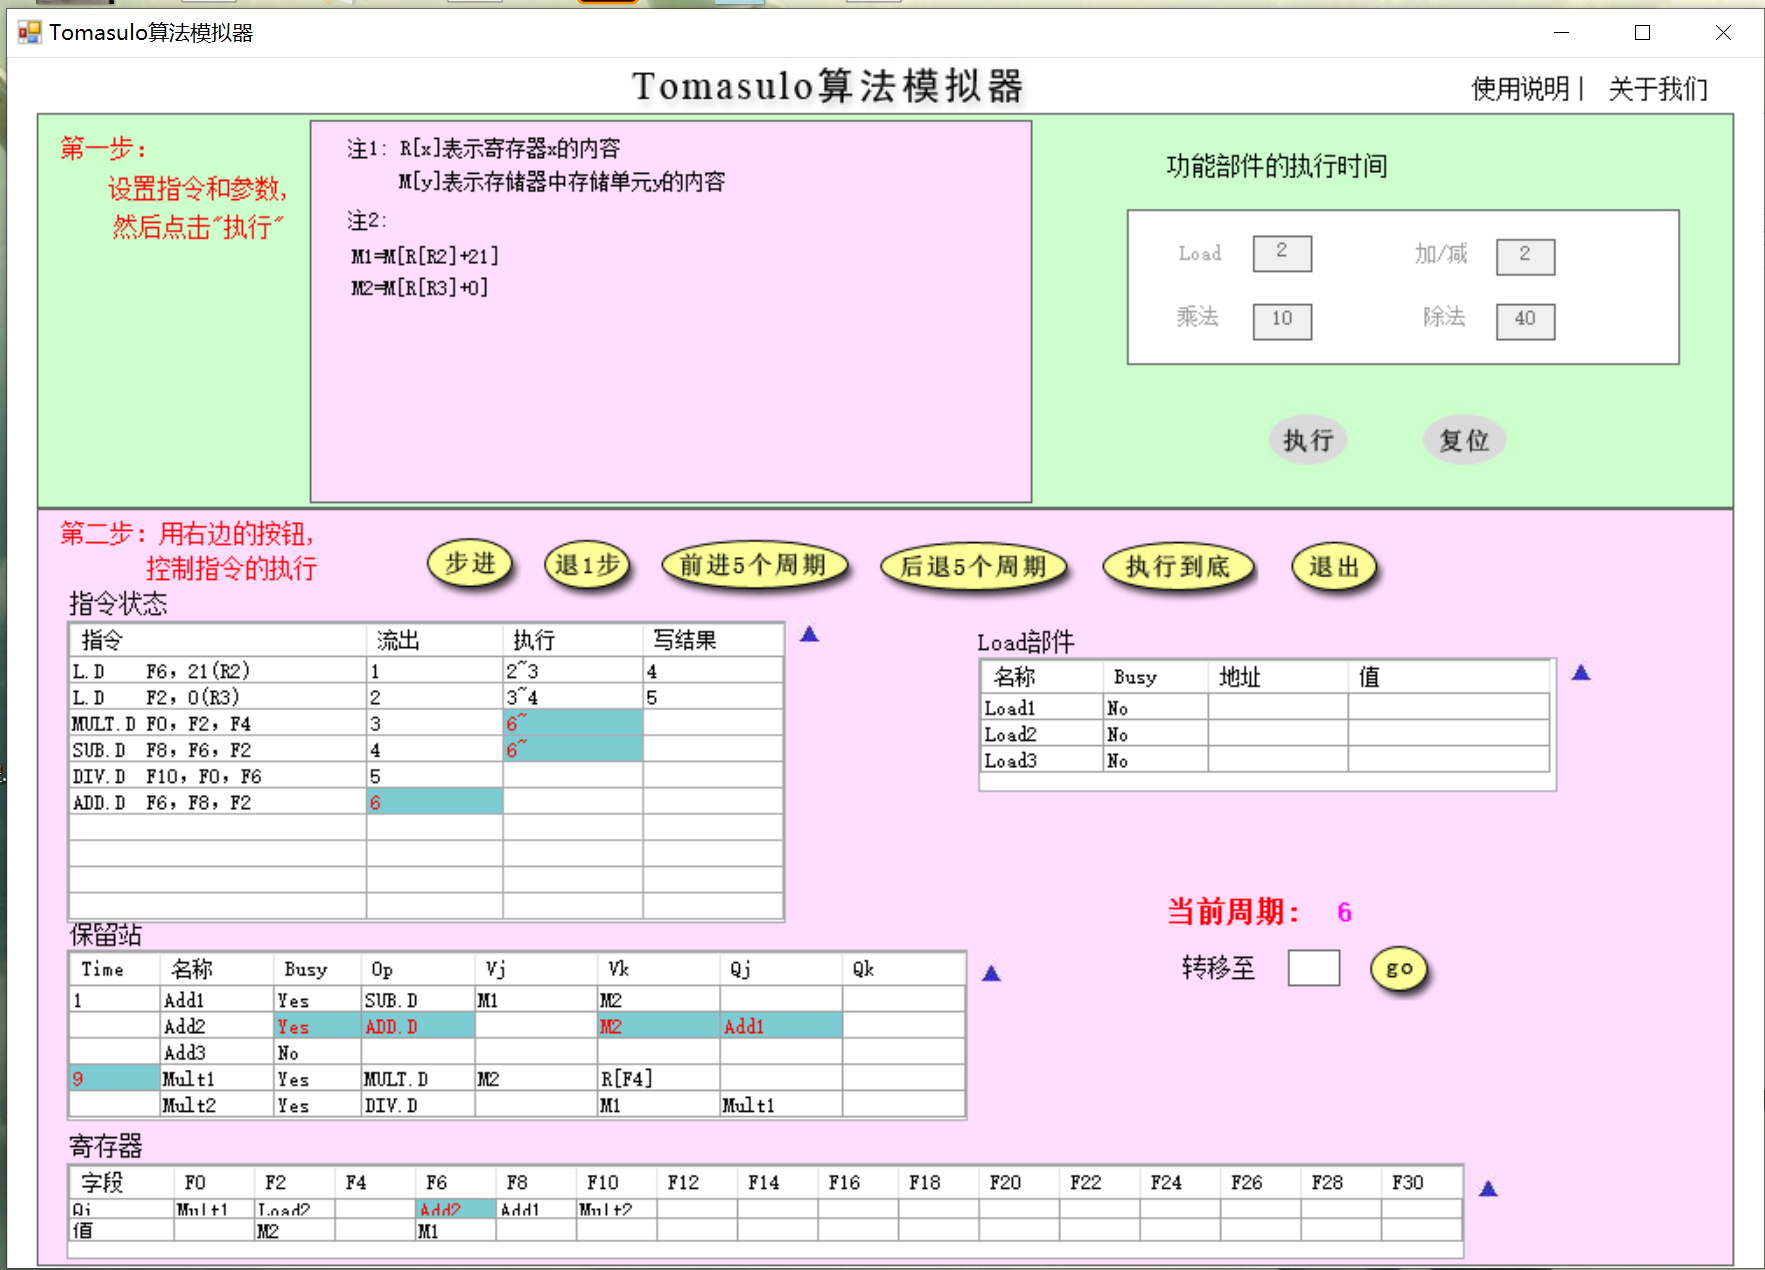 Tomasulo算法模拟器
Tomasulo算法模拟器
使用说明 | 关于我们
第一步：
设置指令和参数，
然后点击"执行"
注1: R[x]表示寄存器x的内容
M[y]表示存储器中存储单元y的内容
注2:
M1=M[R[R2]+21]
M2=M[R[R3]+0]
功能部件的执行时间
Load 2 加/减 2
乘法 10 除法 40
执行 复位
第二步：用右边的按钮，
控制指令的执行
步进 退1步 前进5个周期 后退5个周期 执行到底 退出
指令状态
指令 流出 执行 写结果
L.D F6, 21(R2) 1 2~3 4
L.D F2, 0(R3) 2 3~4 5
MULT.D F0, F2, F4 3 6~
SUB.D F8, F6, F2 4 6~
DIV.D F10, F0, F6 5
ADD.D F6, F8, F2 6
Load部件
名称 Busy 地址 值
Load1 No
Load2 No
Load3 No
当前周期： 6
转移至 go
保留站
Time 名称 Busy Op Vj Vk Qj Qk
1 Add1 Yes SUB.D M1 M2
Add2 Yes ADD.D M2 Add1
Add3 No
9 Mult1 Yes MULT.D M2 R[F4]
Mult2 Yes DIV.D M1 Mult1
寄存器
字段 F0 F2 F4 F6 F8 F10 F12 F14 F16 F18 F20 F22 F24 F26 F28 F30
Qi Mult1 Load2 Add2 Add1 Mult2
值 M2 M1